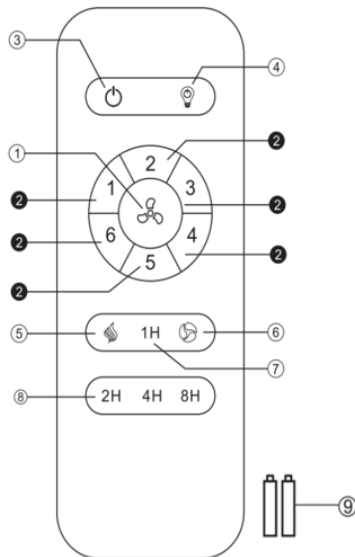 ③ ④
① 2 ❷
❷ 1 3 ❷
❷ 6 4 ❷
❷ 5
⑤ 1H ⑥
⑦
⑧ 2H 4H 8H
⑨